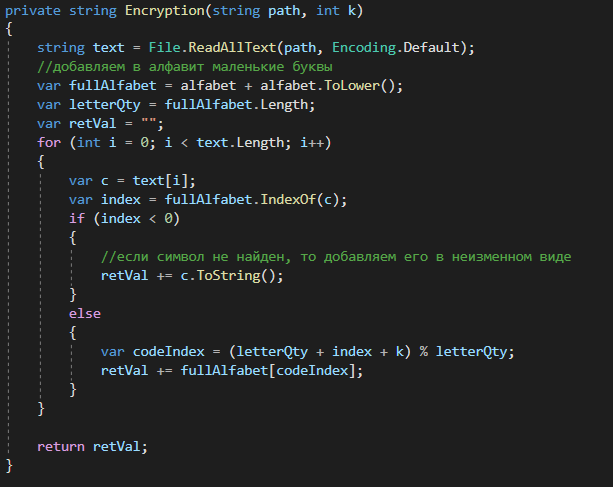 private string Encryption(string path, int k)
{
string text = File.ReadAllText(path, Encoding.Default);
//добавляем в алфавит маленькие буквы
var fullAlfabet = alfabet + alfabet.ToLower();
var letterQty = fullAlfabet.Length;
var retVal = "";
for (int i = 0; i < text.Length; i++)
{
var c = text[i];
var index = fullAlfabet.IndexOf(c);
if (index < 0)
{
//если символ не найден, то добавляем его в неизменном виде
retVal += c.ToString();
}
else
{
var codeIndex = (letterQty + index + k) % letterQty;
retVal += fullAlfabet[codeIndex];
}
}
return retVal;
}